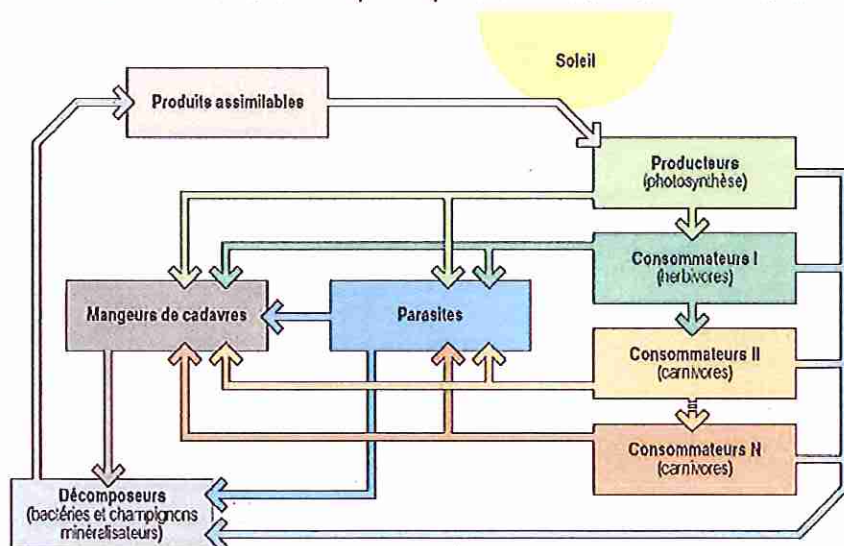 Soleil
Produits assimilables
Producteurs
(photosynthèse)
Consommateurs I
(herbivores)
Mangeurs de cadavres
Parasites
Consommateurs II
(carnivores)
Consommateurs N
(carnivores)
Décomposeurs
(bactéries et champignons
minéralisateurs)